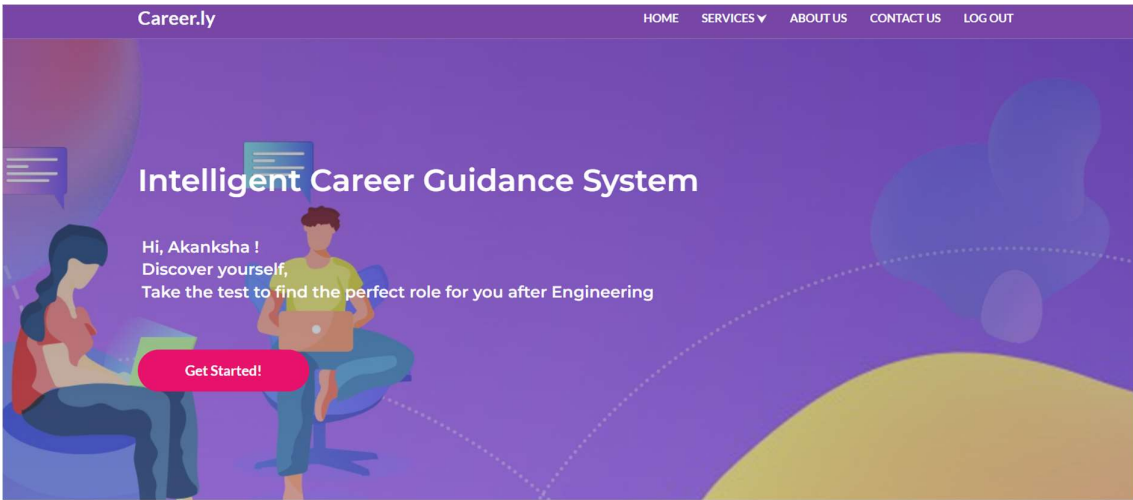 Career.ly
HOME SERVICES ABOUT US CONTACT US LOG OUT
Intelligent Career Guidance System
Hi, Akanksha !
Discover yourself,
Take the test to find the perfect role for you after Engineering
Get Started!